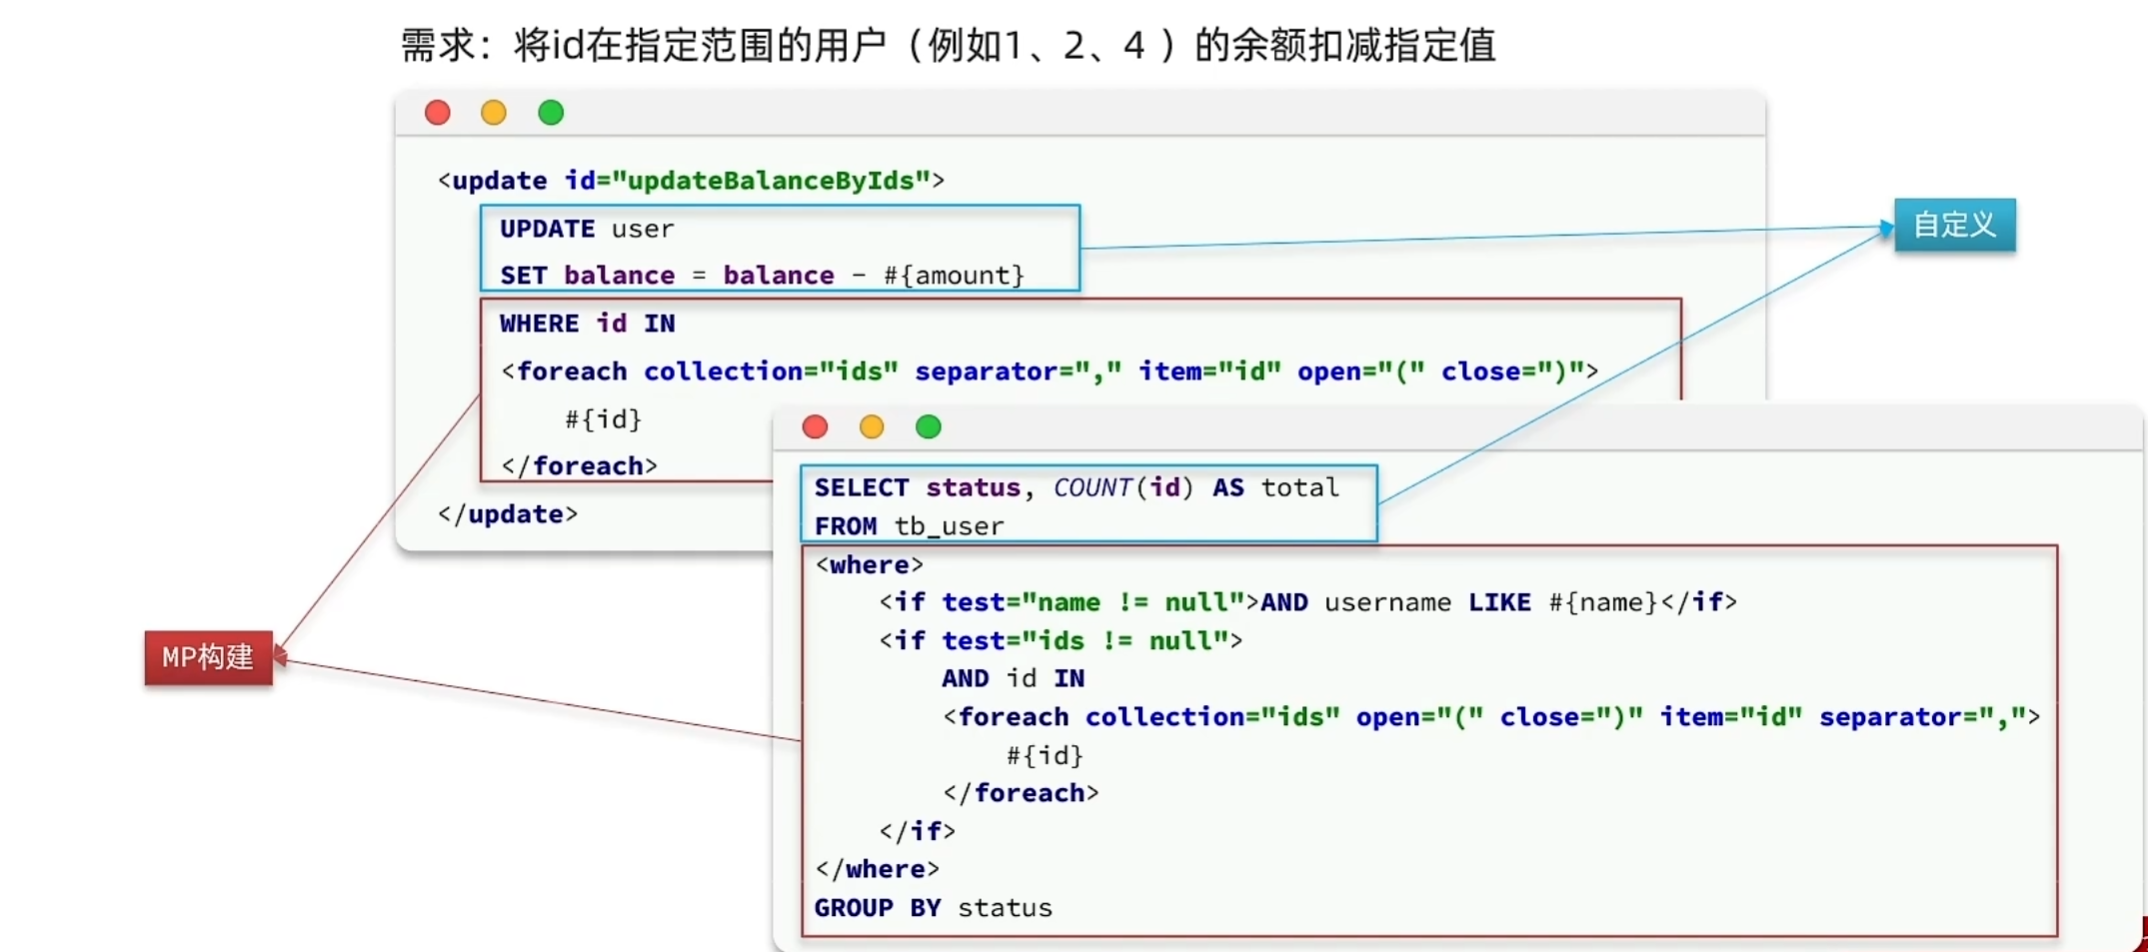 需求：将id在指定范围的用户（例如1、2、4 ）的余额扣减指定值
<update id="updateBalanceByIds">
UPDATE user
SET balance = balance - #{amount}
WHERE id IN
<foreach collection="ids" separator="," item="id" open="(" close=")">
#{id}
</foreach>
</update>
自定义
SELECT status, COUNT(id) AS total
FROM tb_user
<where>
<if test="name != null">AND username LIKE #{name}</if>
<if test="ids != null">
AND id IN
<foreach collection="ids" open="(" close=")" item="id" separator=",">
#{id}
</foreach>
</if>
</where>
GROUP BY status
MP构建